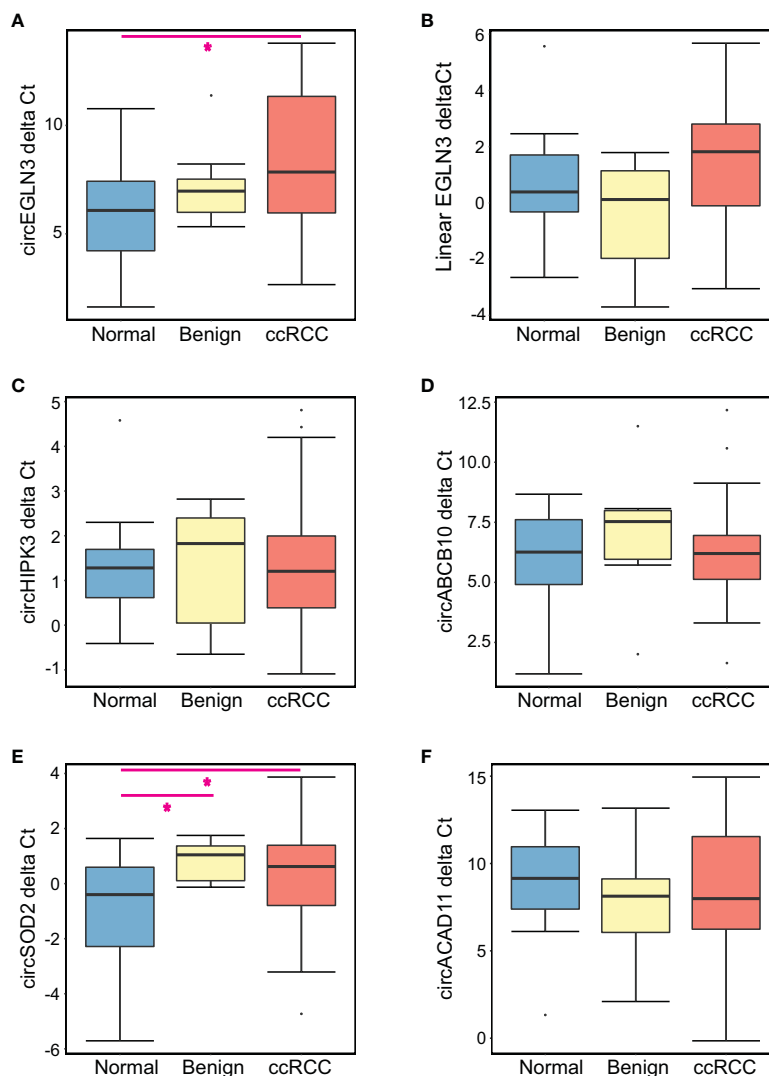 A
circEGLN3 delta Ct
10
5
*
Normal Benign ccRCC
B
Linear EGLN3 deltaCt
6
4
2
0
-2
-4
Normal Benign ccRCC
C
circHIPK3 delta Ct
5
4
3
2
1
0
-1
Normal Benign ccRCC
D
circABCB10 delta Ct
12.5
10.0
7.5
5.0
2.5
Normal Benign ccRCC
E
circSOD2 delta Ct
4
2
0
-2
-4
-6
*
*
Normal Benign ccRCC
F
circACAD11 delta Ct
15
10
5
0
Normal Benign ccRCC